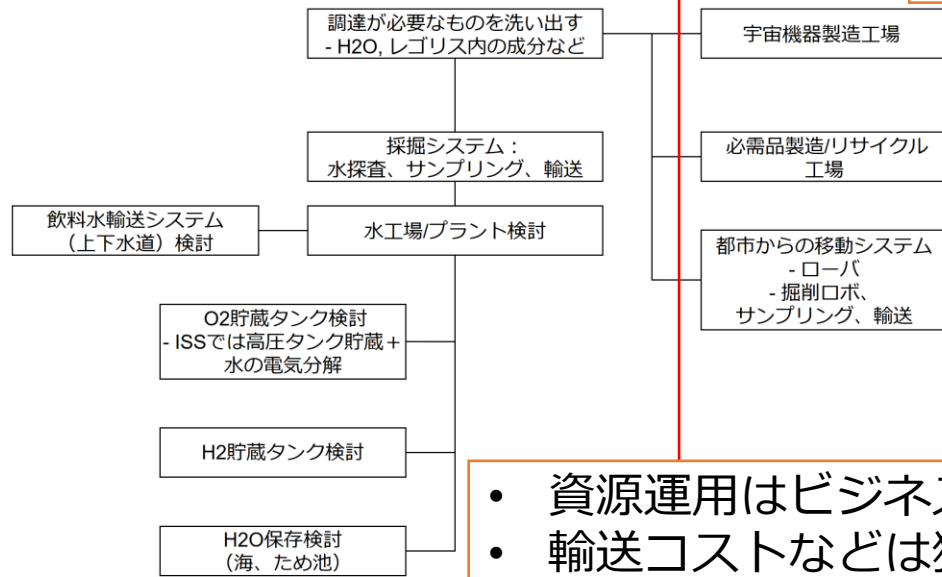 調達が必要なものを洗い出す
- H2O, レゴリス内の成分など
宇宙機器製造工場
採掘システム：
水探査、サンプリング、輸送
必需品製造/リサイクル
工場
飲料水輸送システム
（上下水道）検討
水工場/プラント検討
都市からの移動システム
- ローバ
- 掘削ロボ、
サンプリング、輸送
O2貯蔵タンク検討
- ISSでは高圧タンク貯蔵＋
水の電気分解
H2貯蔵タンク検討
H2O保存検討
（海、ため池）
• 資源運用はビジネ
• 輸送コストなどは